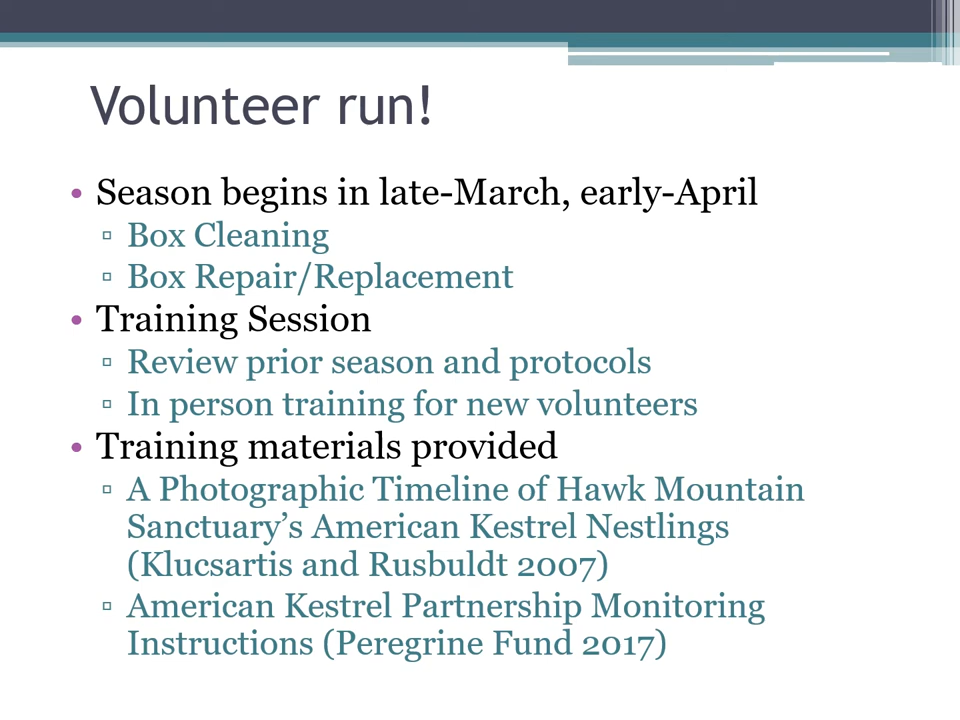 Volunteer run!
• Season begins in late-March, early-April
▫ Box Cleaning
▫ Box Repair/Replacement
• Training Session
▫ Review prior season and protocols
▫ In person training for new volunteers
• Training materials provided
▫ A Photographic Timeline of Hawk Mountain
Sanctuary’s American Kestrel Nestlings
(Klucsartis and Rusbuldt 2007)
▫ American Kestrel Partnership Monitoring
Instructions (Peregrine Fund 2017)